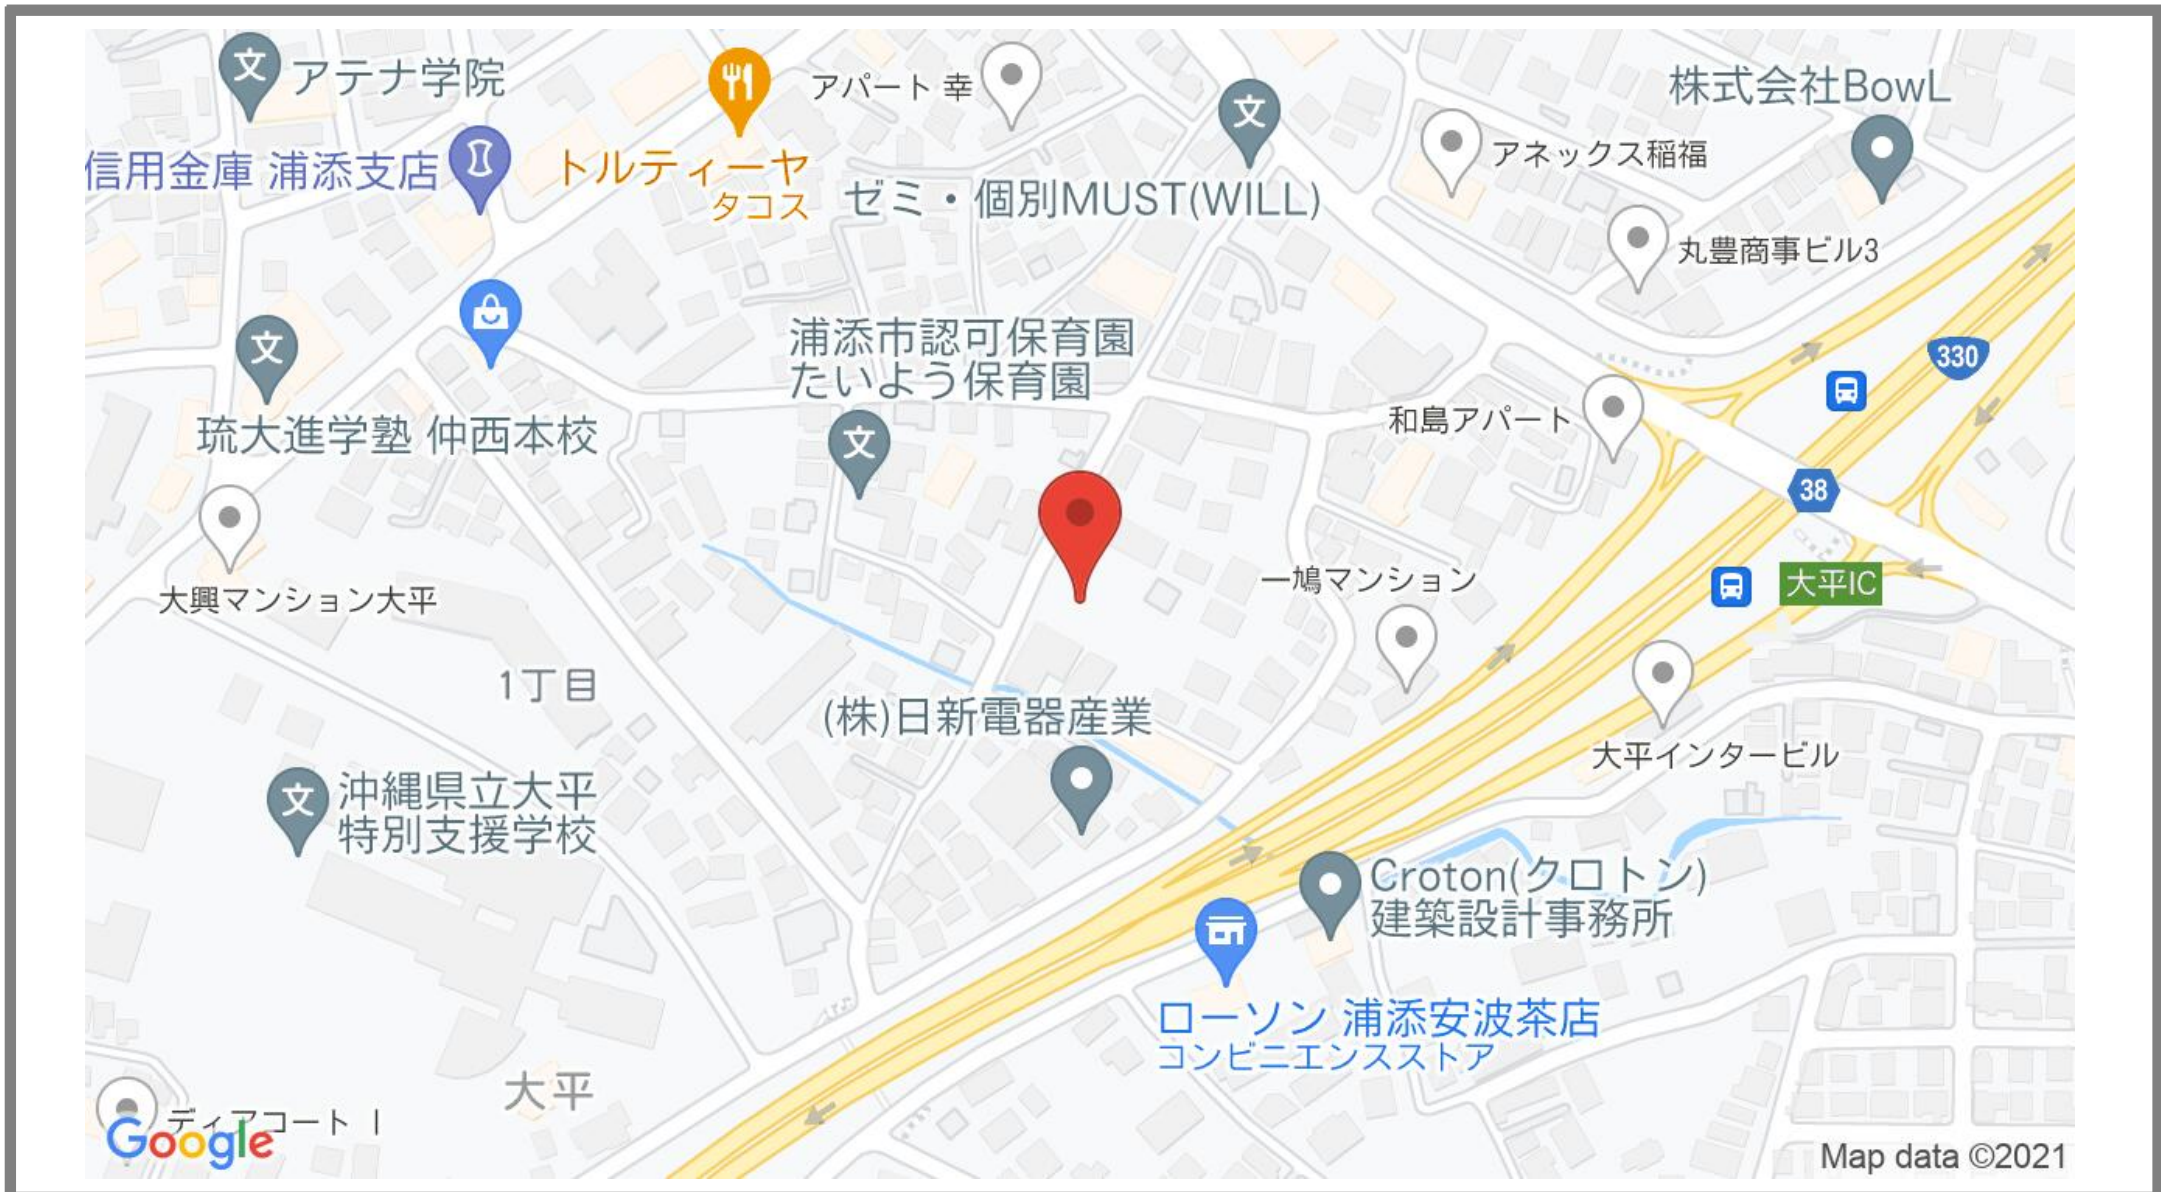 アテナ学院
信用金庫 浦添支店
トルティーヤ
タコス
アパート 幸
ゼミ・個別MUST(WILL)
アネックス稲福
株式会社BowL
丸豊商事ビル3
330
浦添市認可保育園
たいよう保育園
琉大進学塾 仲西本校
和島アパート
38
大平IC
大興マンション大平
一鳩マンション
1丁目
(株)日新電器産業
大平インタービル
沖縄県立大平
特別支援学校
Croton(クロトン)
建築設計事務所
ローソン 浦添安波茶店
コンビニエンスストア
大平
ディアコート Ⅰ
Google
Map data ©2021